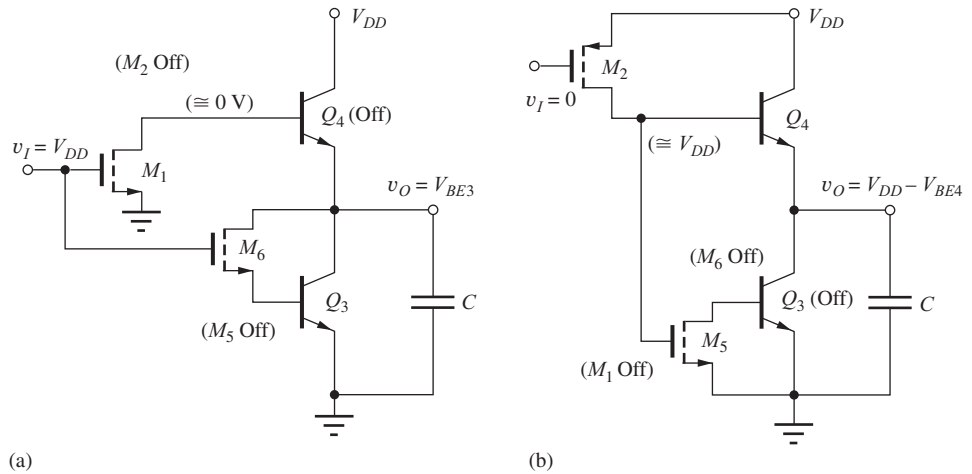 V_DD
(M_2 Off)
(≅ 0 V)
Q_4 (Off)
v_I = V_DD
M_1
v_O = V_BE3
M_6
Q_3
C
(M_5 Off)
(a)
V_DD
M_2
v_I = 0
(≅ V_DD)
Q_4
v_O = V_DD – V_BE4
(M_6 Off)
Q_3 (Off)
C
M_5
(M_1 Off)
(b)